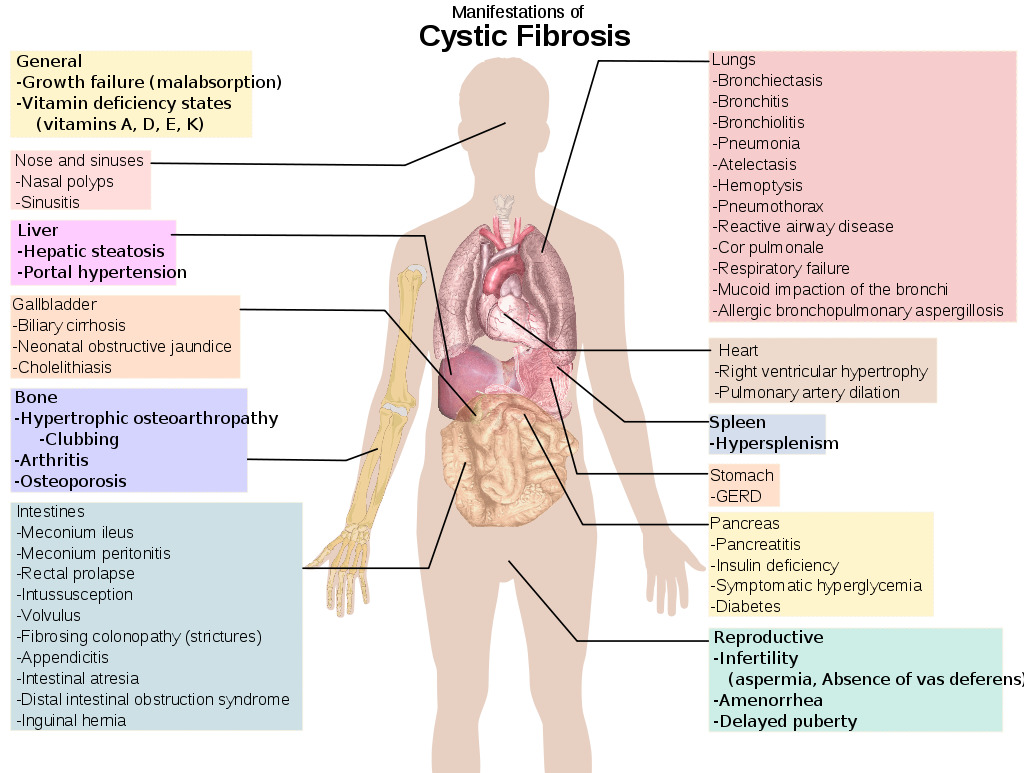 Manifestations of
Cystic Fibrosis
General
-Growth failure (malabsorption)
-Vitamin deficiency states
(vitamins A, D, E, K)
Nose and sinuses
-Nasal polyps
-Sinusitis
Liver
-Hepatic steatosis
-Portal hypertension
Gallbladder
-Biliary cirrhosis
-Neonatal obstructive jaundice
-Cholelithiasis
Bone
-Hypertrophic osteoarthropathy
-Clubbing
-Arthritis
-Osteoporosis
Intestines
-Meconium ileus
-Meconium peritonitis
-Rectal prolapse
-Intussusception
-Volvulus
-Fibrosing colonopathy (strictures)
-Appendicitis
-Intestinal atresia
-Distal intestinal obstruction syndrome
-Inguinal hernia
Lungs
-Bronchiectasis
-Bronchitis
-Bronchiolitis
-Pneumonia
-Atelectasis
-Hemoptysis
-Pneumothorax
-Reactive airway disease
-Cor pulmonale
-Respiratory failure
-Mucoid impaction of the bronchi
-Allergic bronchopulmonary aspergillosis
Heart
-Right ventricular hypertrophy
-Pulmonary artery dilation
Spleen
-Hypersplenism
Stomach
-GERD
Pancreas
-Pancreatitis
-Insulin deficiency
-Symptomatic hyperglycemia
-Diabetes
Reproductive
-Infertility
(aspermia, Absence of vas deferens)
-Amenorrhea
-Delayed puberty